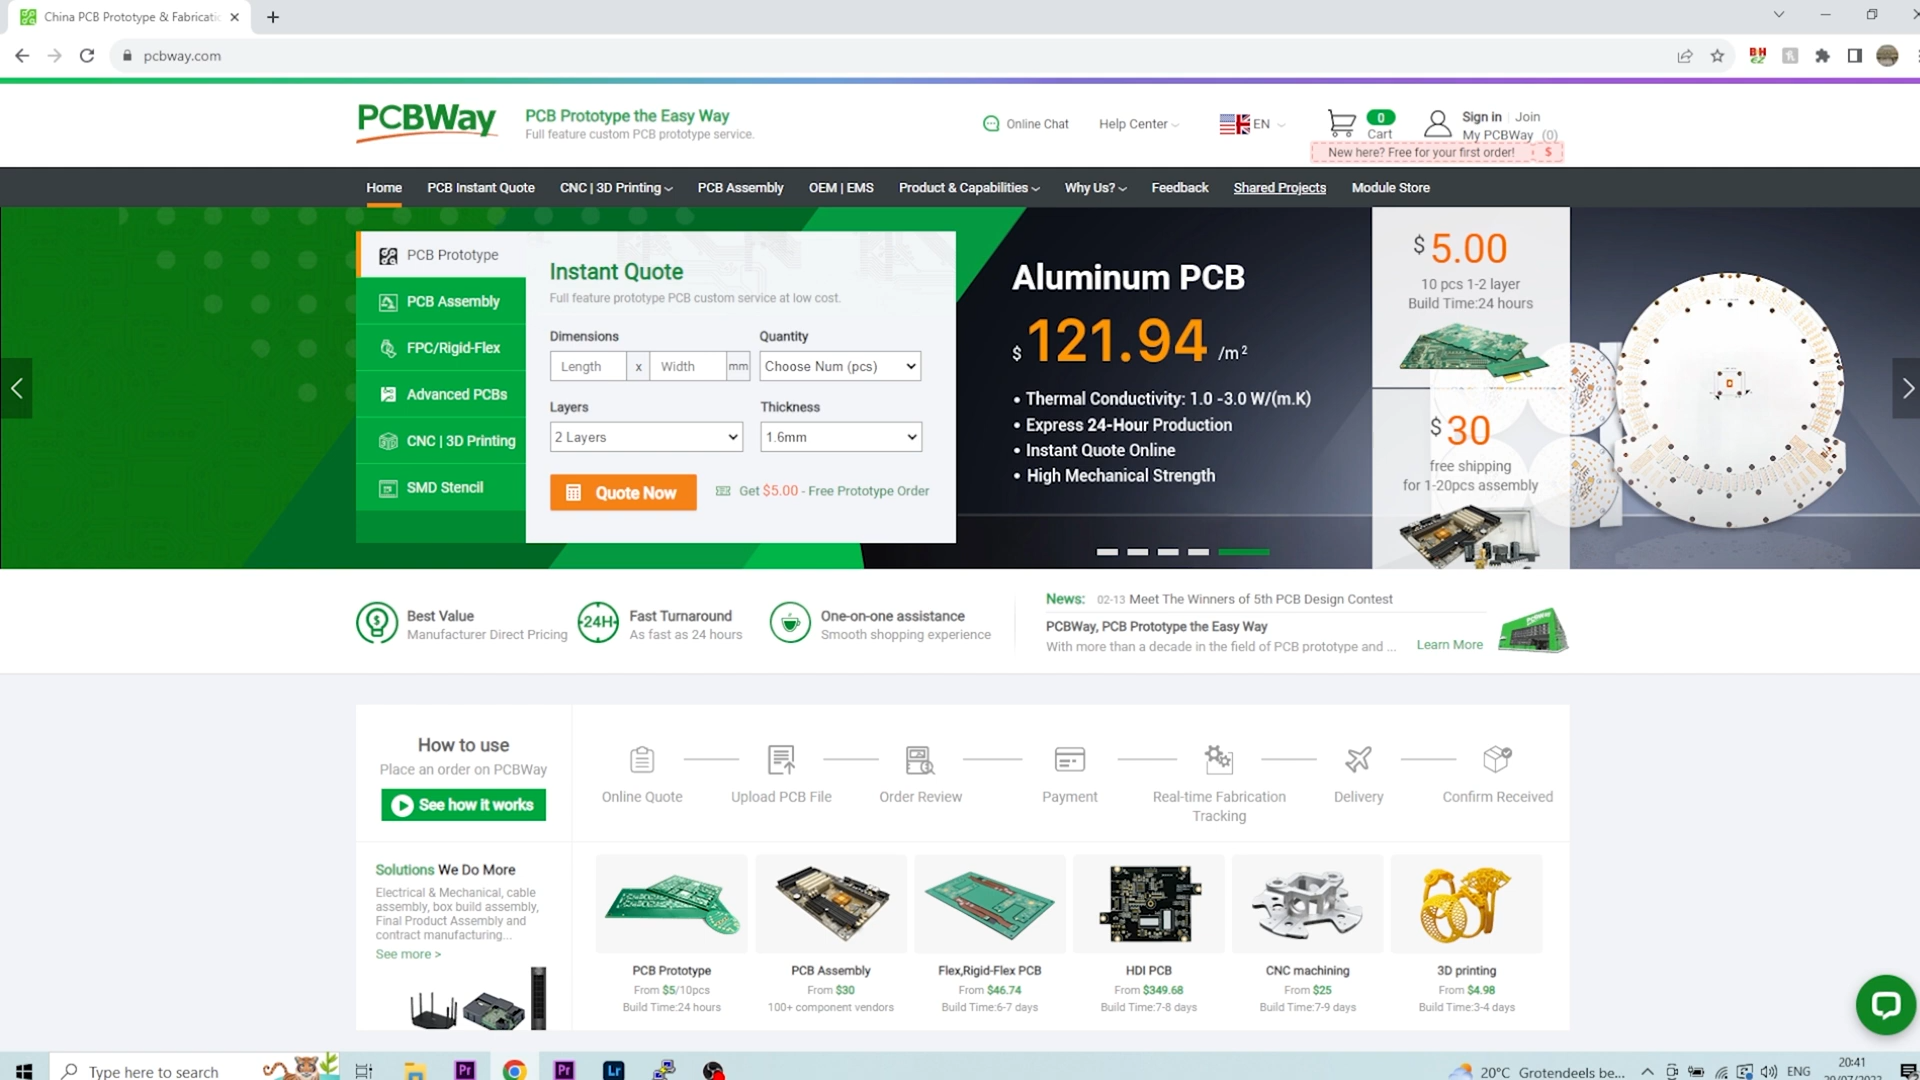 China PCB Prototype & Fabricatio
pcbway.com
PCBWay
PCB Prototype the Easy Way
Full feature custom PCB prototype service.
Online Chat
Help Center
EN
0
Cart
Sign in | Join
My PCBWay (0)
New here? Free for your first order! $
Home
PCB Instant Quote
CNC | 3D Printing
PCB Assembly
OEM | EMS
Product & Capabilities
Why Us?
Feedback
Shared Projects
Module Store
PCB Prototype
PCB Assembly
FPC/Rigid-Flex
Advanced PCBs
CNC | 3D Printing
SMD Stencil
Instant Quote
Full feature prototype PCB custom service at low cost.
Dimensions
Quantity
Length x Width mm
Choose Num (pcs)
Layers
Thickness
2 Layers
1.6mm
Quote Now
Get $5.00 - Free Prototype Order
Aluminum PCB
$ 121.94 /m²
• Thermal Conductivity: 1.0 -3.0 W/(m.K)
• Express 24-Hour Production
• Instant Quote Online
• High Mechanical Strength
$ 5.00
10 pcs 1-2 layer
Build Time:24 hours
$ 30
free shipping
for 1-20pcs assembly
Best Value
Manufacturer Direct Pricing
24H
Fast Turnaround
As fast as 24 hours
One-on-one assistance
Smooth shopping experience
News: 02-13 Meet The Winners of 5th PCB Design Contest
PCBWay, PCB Prototype the Easy Way
With more than a decade in the field of PCB prototype and ...
Learn More
How to use
Place an order on PCBWay
See how it works
Online Quote
Upload PCB File
Order Review
Payment
Real-time Fabrication
Tracking
Delivery
Confirm Received
Solutions We Do More
Electrical & Mechanical, cable
assembly, box build assembly,
Final Product Assembly and
contract manufacturing...
See more >
PCB Prototype
From $5/10pcs
Build Time:24 hours
PCB Assembly
From $30
100+ component vendors
Flex,Rigid-Flex PCB
From $46.74
Build Time:6-7 days
HDI PCB
From $349.68
Build Time:7-8 days
CNC machining
From $25
Build Time:7-9 days
3D printing
From $4.98
Build Time:3-4 days
Type here to search
Pr
Pr
Lr
20°C Grotendeels be...
ENG
20:41